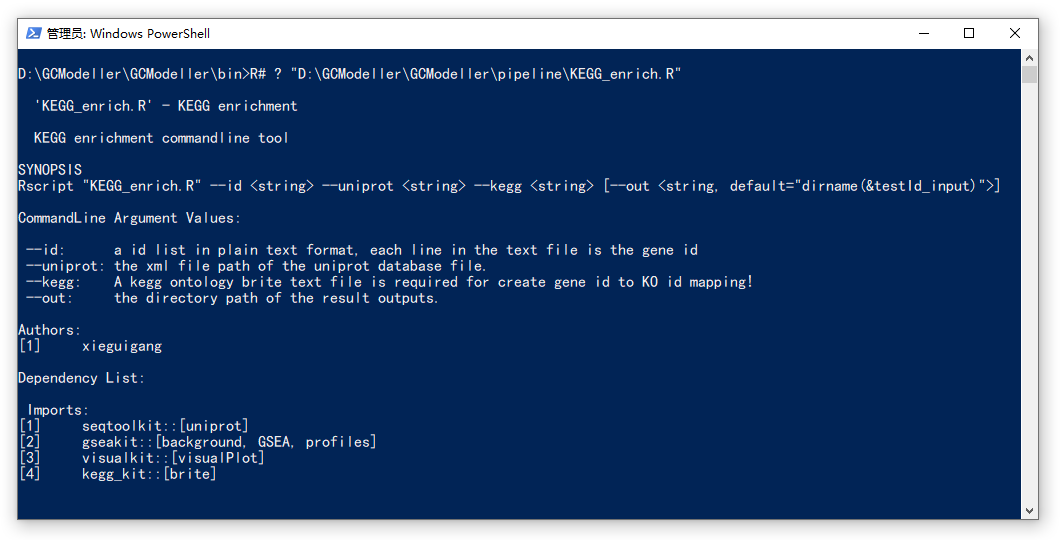 管理员: Windows PowerShell
D:\GCModeller\GCModeller\bin>R# ? "D:\GCModeller\GCModeller\pipeline\KEGG_enrich.R"
'KEGG_enrich.R' - KEGG enrichment
KEGG enrichment commandline tool
SYNOPSIS
Rscript "KEGG_enrich.R" --id <string> --uniprot <string> --kegg <string> [--out <string, default="dirname(&testId_input)">]
CommandLine Argument Values:
--id: a id list in plain text format, each line in the text file is the gene id
--uniprot: the xml file path of the uniprot database file.
--kegg: A kegg ontology brite text file is required for create gene id to KO id mapping!
--out: the directory path of the result outputs.
Authors:
[1] xieguigang
Dependency List:
Imports:
[1] seqtoolkit::[uniprot]
[2] gseakit::[background, GSEA, profiles]
[3] visualkit::[visualPlot]
[4] kegg_kit::[brite]